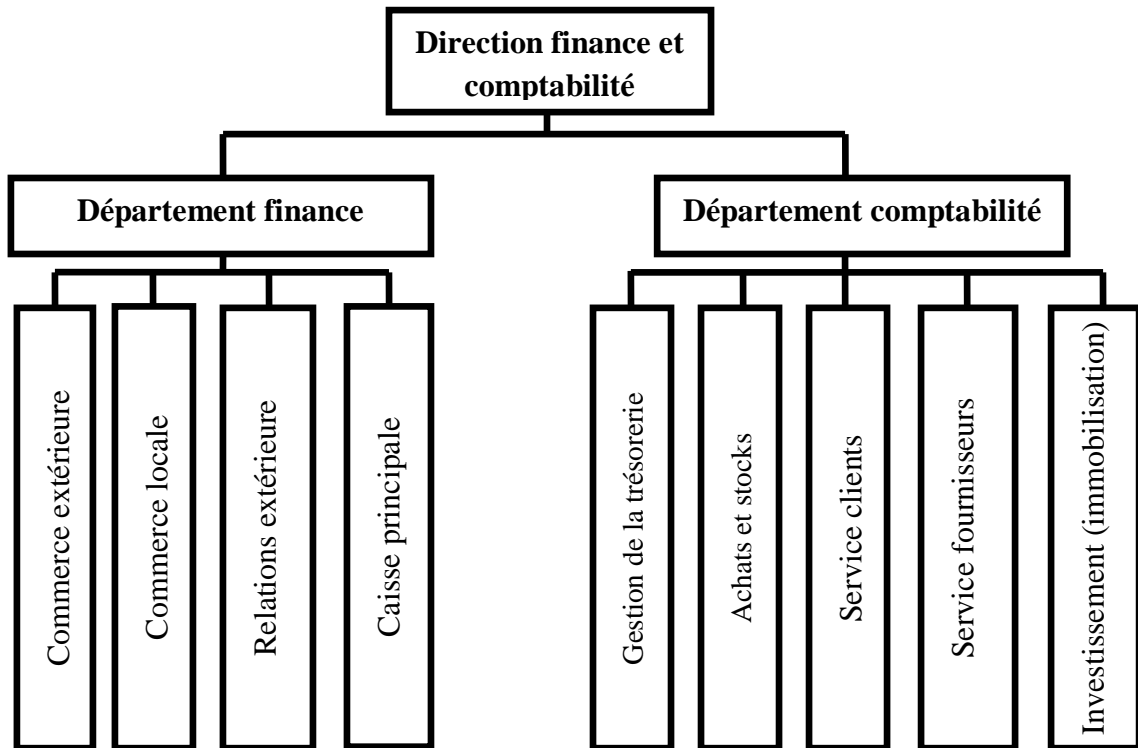 Direction finance et
comptabilité
Département finance
Département comptabilité
Commerce extérieure
Commerce locale
Relations extérieure
Caisse principale
Gestion de la trésorerie
Achats et stocks
Service clients
Service fournisseurs
Investissement (immobilisation)